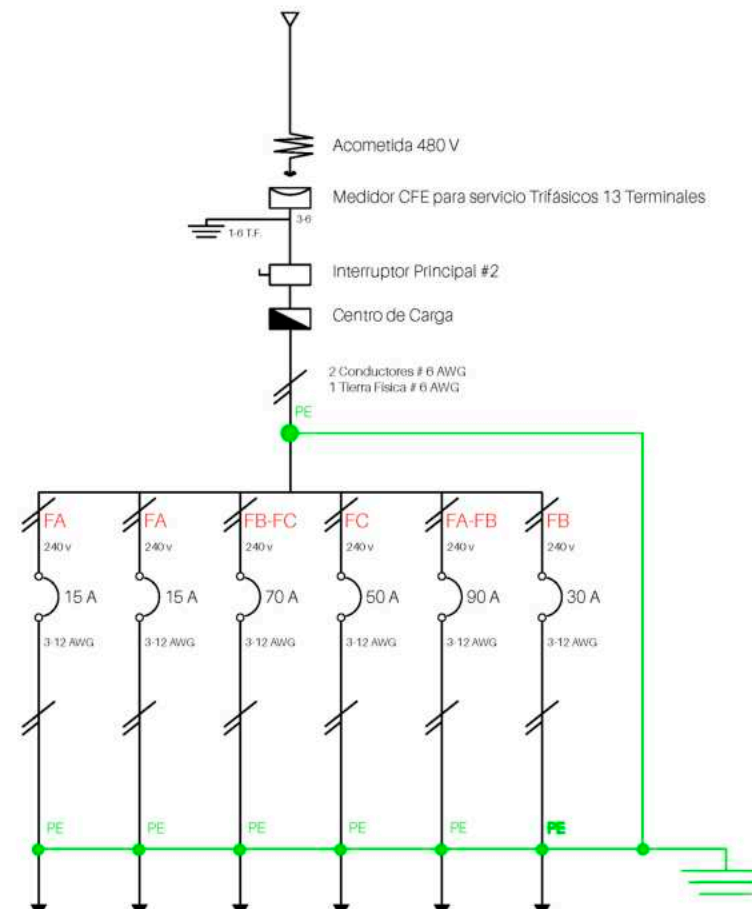 Acometida 480 V
Medidor CFE para servicio Trifásicos 13 Terminales
3-6
1-6 T.F.
Interruptor Principal #2
Centro de Carga
2 Conductores # 6 AWG
1 Tierra Fisica # 6 AWG
PE
FA FA FB-FC FC FA-FB FB
240 v 240 v 240 v 240 v 240 v 240 v
15 A 15 A 70 A 50 A 90 A 30 A
3-12 AWG 3-12 AWG 3-12 AWG 3-12 AWG 3-12 AWG 3-12 AWG
PE PE PE PE PE PE